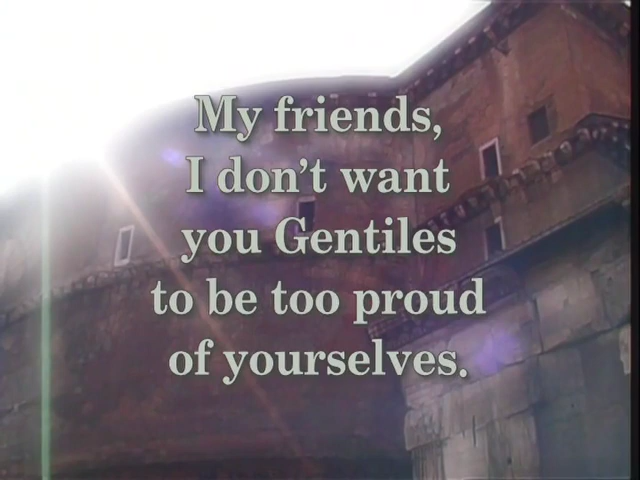 My friends,
I don't want
you Gentiles
to be too proud
of yourselves.